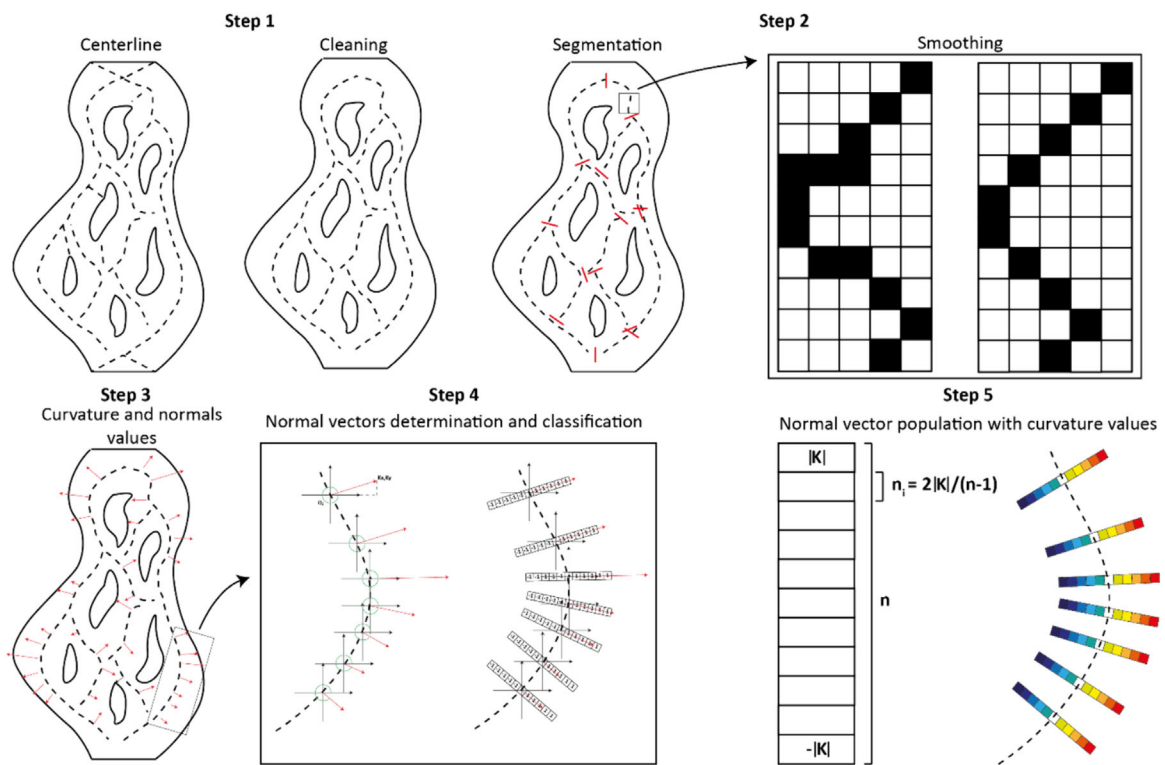 Step 1
Step 2
Centerline
Cleaning
Segmentation
Smoothing
Step 3
Step 4
Step 5
Curvature and normals
values
Normal vectors determination and classification
Normal vector population with curvature values
|K|
nᵢ = 2|K|/(n-1)
n
-|K|